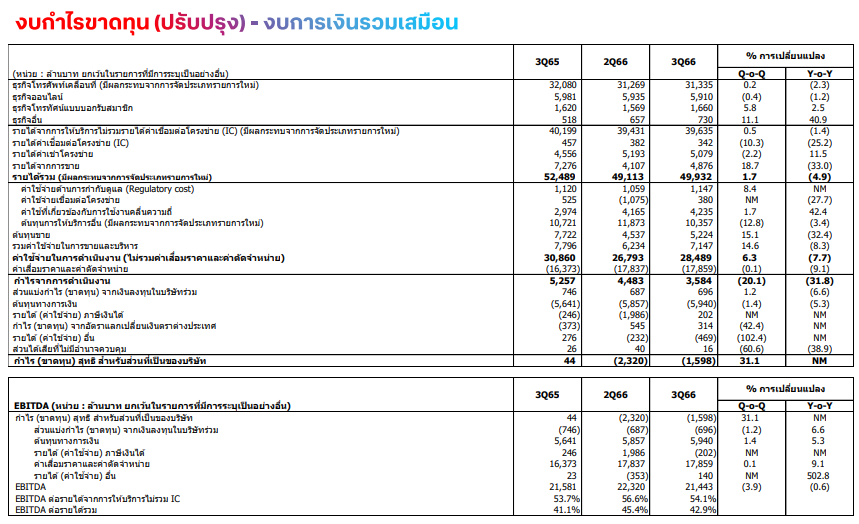 งบกำไรขาดทุน (ปรับปรุง) - งบการเงินรวมเสมือน
% การเปลี่ยนแปลง
(หน่วย : ล้านบาท ยกเว้นในรายการที่มีการระบุเป็นอย่างอื่น) 3Q65 2Q66 3Q66 Q-o-Q Y-o-Y
ธุรกิจโทรศัพท์เคลื่อนที่ (มีผลกระทบจากการจัดประเภทรายการใหม่) 32,080 31,269 31,335 0.2 (2.3)
ธุรกิจออนไลน์ 5,981 5,935 5,910 (0.4) (1.2)
ธุรกิจโทรทัศน์แบบบอกรับสมาชิก 1,620 1,569 1,660 5.8 2.5
ธุรกิจอื่น 518 657 730 11.1 40.9
รายได้จากการให้บริการไม่รวมรายได้ค่าเชื่อมต่อโครงข่าย (IC) (มีผลกระทบจากการจัดประเภทรายการใหม่) 40,199 39,431 39,635 0.5 (1.4)
รายได้ค่าเชื่อมต่อโครงข่าย (IC) 457 382 342 (10.3) (25.2)
รายได้ค่าเช่าโครงข่าย 4,556 5,193 5,079 (2.2) 11.5
รายได้จากการขาย 7,276 4,107 4,876 18.7 (33.0)
รายได้รวม (มีผลกระทบจากการจัดประเภทรายการใหม่) 52,489 49,113 49,932 1.7 (4.9)
ค่าใช้จ่ายด้านการกำกับดูแล (Regulatory cost) 1,120 1,059 1,147 8.4 NM
ค่าใช้จ่ายเชื่อมต่อโครงข่าย 525 (1,075) 380 NM (27.7)
ค่าใช้ที่เกี่ยวข้องกับการใช้งานคลื่นความถี่ 2,974 4,165 4,235 1.7 42.4
ต้นทุนการให้บริการอื่น (มีผลกระทบจากการจัดประเภทรายการใหม่) 10,721 11,873 10,357 (12.8) (3.4)
ต้นทุนขาย 7,722 4,537 5,224 15.1 (32.4)
รวมค่าใช้จ่ายในการขายและบริหาร 7,796 6,234 7,147 14.6 (8.3)
ค่าใช้จ่ายในการดำเนินงาน (ไม่รวมค่าเสื่อมราคาและค่าตัดจำหน่าย) 30,860 26,793 28,489 6.3 (7.7)
ค่าเสื่อมราคาและค่าตัดจำหน่าย (16,373) (17,837) (17,859) (0.1) (9.1)
กำไรจากการดำเนินงาน 5,257 4,483 3,584 (20.1) (31.8)
ส่วนแบ่งกำไร (ขาดทุน) จากเงินลงทุนในบริษัทร่วม 746 687 696 1.2 (6.6)
ต้นทุนทางการเงิน (5,641) (5,857) (5,940) (1.4) (5.3)
รายได้ (ค่าใช้จ่าย) ภาษีเงินได้ (246) (1,986) 202 NM NM
กำไร (ขาดทุน) จากอัตราแลกเปลี่ยนเงินตราต่างประเทศ (373) 545 314 (42.4) NM
รายได้ (ค่าใช้จ่าย) อื่น 276 (232) (469) (102.4) NM
ส่วนได้เสียที่ไม่มีอำนาจควบคุม 26 40 16 (60.6) (38.9)
กำไร (ขาดทุน) สุทธิ สำหรับส่วนที่เป็นของบริษัท 44 (2,320) (1,598) 31.1 NM
% การเปลี่ยนแปลง
EBITDA (หน่วย : ล้านบาท ยกเว้นในรายการที่มีการระบุเป็นอย่างอื่น) 3Q65 2Q66 3Q66 Q-o-Q Y-o-Y
กำไร (ขาดทุน) สุทธิ สำหรับส่วนที่เป็นของบริษัท 44 (2,320) (1,598) 31.1 NM
ส่วนแบ่งกำไร (ขาดทุน) จากเงินลงทุนในบริษัทร่วม (746) (687) (696) (1.2) 6.6
ต้นทุนทางการเงิน 5,641 5,857 5,940 1.4 5.3
รายได้ (ค่าใช้จ่าย) ภาษีเงินได้ 246 1,986 (202) NM NM
ค่าเสื่อมราคาและค่าตัดจำหน่าย 16,373 17,837 17,859 0.1 9.1
รายได้ (ค่าใช้จ่าย) อื่น 23 (353) 140 NM 502.8
EBITDA 21,581 22,320 21,443 (3.9) (0.6)
EBITDA ต่อรายได้จากการให้บริการไม่รวม IC 53.7% 56.6% 54.1%
EBITDA ต่อรายได้รวม 41.1% 45.4% 42.9%